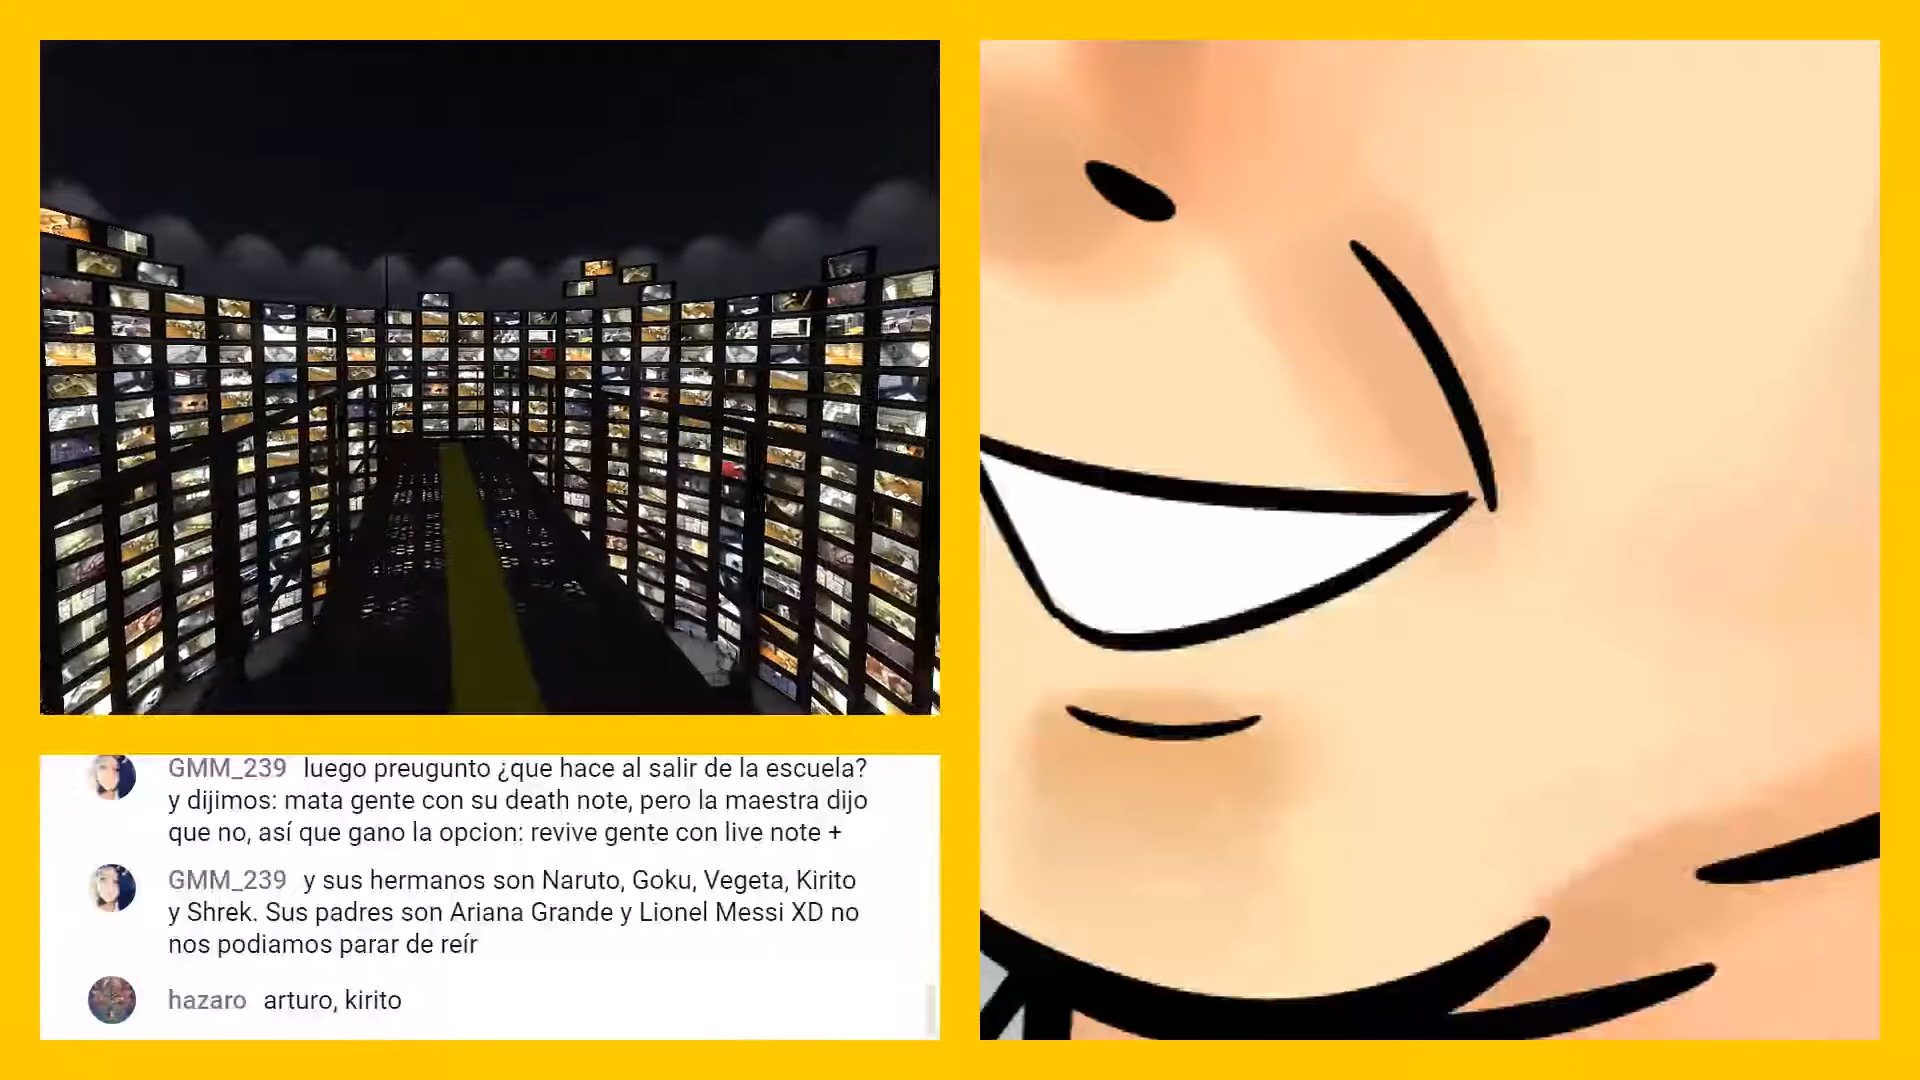 GMM_239 luego preugunto ¿que hace al salir de la escuela?
y dijimos: mata gente con su death note, pero la maestra dijo
que no, así que gano la opcion: revive gente con live note +
GMM_239 y sus hermanos son Naruto, Goku, Vegeta, Kirito
y Shrek. Sus padres son Ariana Grande y Lionel Messi XD no
nos podiamos parar de reír
hazaro arturo, kirito